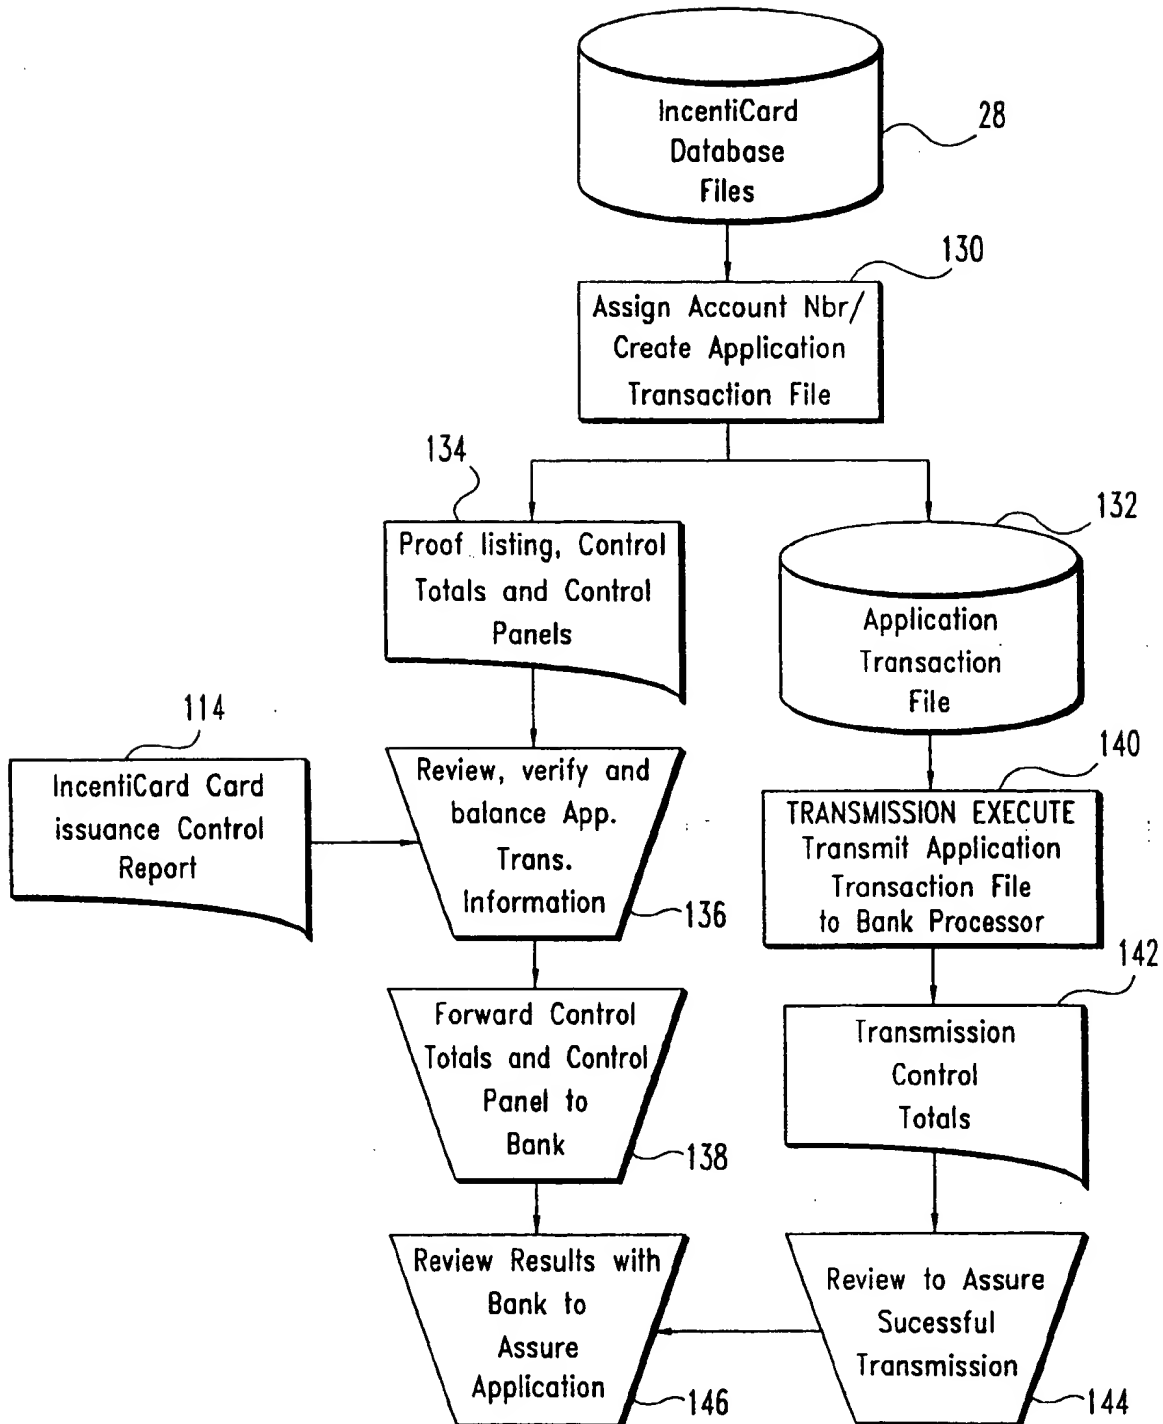 IncentiCard
Database
Files
28
130
Assign Account Nbr/
Create Application
Transaction File
134
Proof listing, Control
Totals and Control
Panels
132
Application
Transaction
File
114
IncentiCard Card
issuance Control
Report
Review, verify and
balance App.
Trans.
Information
136
140
TRANSMISSION EXECUTE
Transmit Application
Transaction File
to Bank Processor
Forward Control
Totals and Control
Panel to
Bank
138
142
Transmission
Control
Totals
Review Results with
Bank to
Assure
Application
146
Review to Assure
Sucessful
Transmission
144